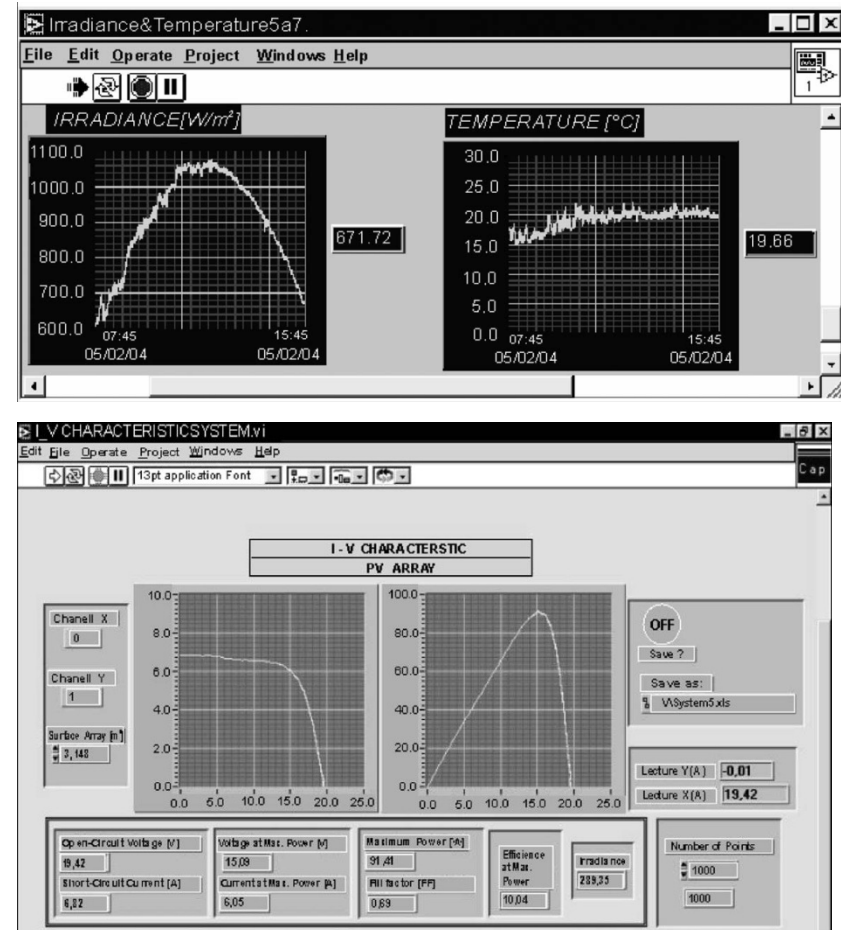 Irradiance&Temperature5a7.
File Edit Operate Project Windows Help
1
IRRADIANCE[W/m²]
TEMPERATURE [°C]
1100.0
1000.0
900.0
800.0
700.0
600.0
07:45 15:45
05/02/04 05/02/04
671.72
30.0
25.0
20.0
15.0
10.0
5.0
0.0
07:45 15:45
05/02/04 05/02/04
19.66
I_V CHARACTERISTICSYSTEM.vi
Edit File Operate Project Windows Help
13pt application Font
Cap
I - V CHARACTERSTIC
PV ARRAY
Chanell X
0
Chanell Y
1
Surface Array [m²]
3,148
10.0
8.0
6.0
4.0
2.0
0.0
0.0 5.0 10.0 15.0 20.0 25.0
100.0
80.0
60.0
40.0
20.0
0.0
0.0 5.0 10.0 15.0 20.0 25.0
OFF
Save ?
Save as:
Lecture Y(A) -0,01
Lecture X(A) 19,42
Open-Circuit Voltage [V]
19,42
Short-Circuit Current [A]
6,82
Voltage at Max. Power [V]
15,09
Current at Max. Power [A]
6,05
Maximum Power [W]
91,41
Fill factor [FF]
0,69
Efficience
at Max.
Power
10,04
Irradiance
289,35
Number of Points
1000
1000